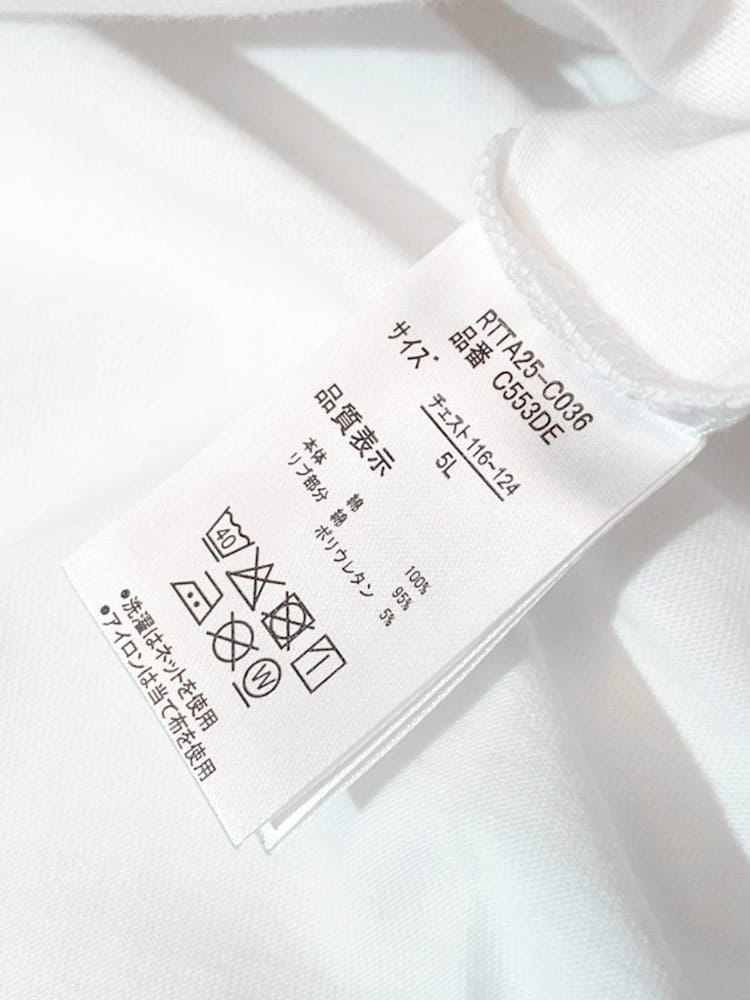 RTTA25-C036
品番 C553DE
サイズ
チェスト116~124
5L
品質表示
本体 綿 100%
リブ部分 綿 95%
ポリウレタン 5%
40
W
●洗濯はネットを使用
●アイロンは当て布を使用